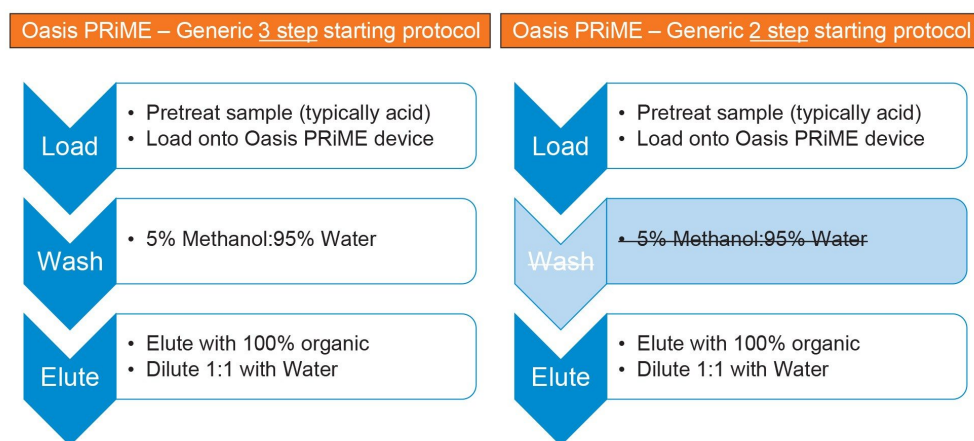 Oasis PRiME – Generic 3 step starting protocol
Load
• Pretreat sample (typically acid)
• Load onto Oasis PRiME device
Wash
• 5% Methanol:95% Water
Elute
• Elute with 100% organic
• Dilute 1:1 with Water
Oasis PRiME – Generic 2 step starting protocol
Load
• Pretreat sample (typically acid)
• Load onto Oasis PRiME device
Wash
• 5% Methanol:95% Water
Elute
• Elute with 100% organic
• Dilute 1:1 with Water